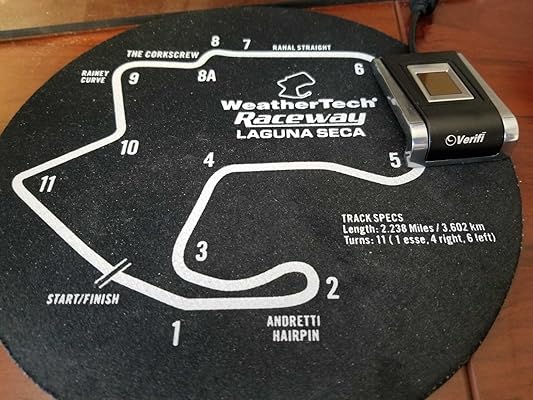 8
7
RAHAL STRAIGHT
THE CORKSCREW
6
RAINEY
CURVE
9
8A
WeatherTech®
Raceway
LAGUNA SECA
Verifi
10
4
5
11
TRACK SPECS
Length: 2.238 Miles / 3.602 km
Turns: 11 ( 1 esse, 4 right, 6 left)
3
START/FINISH
2
1
ANDRETTI
HAIRPIN